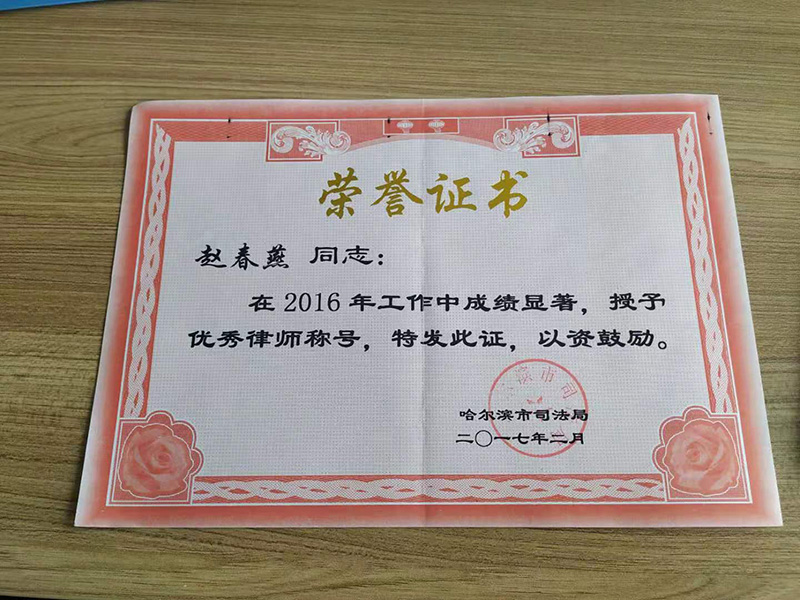 荣誉证书
赵春燕 同志：
在2016年工作中成绩显著，授予
优秀律师称号，特发此证，以资鼓励。
哈尔滨市司法局
二〇一七年二月